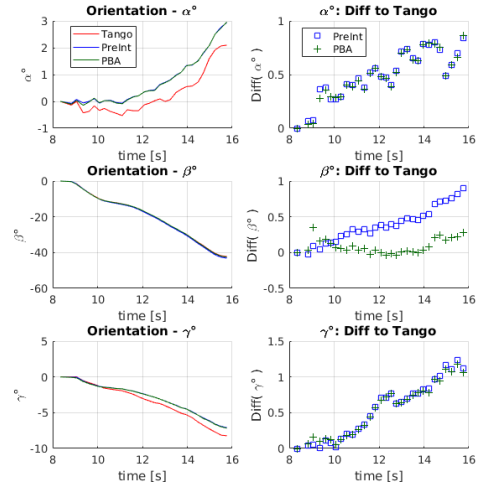 Orientation - α°
α°: Diff to Tango
3
2
1
0
-1
α°
Tango
PreInt
PBA
8 10 12 14 16
time [s]
1
0.5
0
Diff( α° )
PreInt
PBA
8 10 12 14 16
time [s]
Orientation - β°
β°: Diff to Tango
0
-20
-40
-60
β°
8 10 12 14 16
time [s]
1
0.5
0
-0.5
Diff( β° )
8 10 12 14 16
time [s]
Orientation - γ°
γ°: Diff to Tango
0
-5
-10
γ°
8 10 12 14 16
time [s]
1.5
1
0.5
0
Diff( γ° )
8 10 12 14 16
time [s]